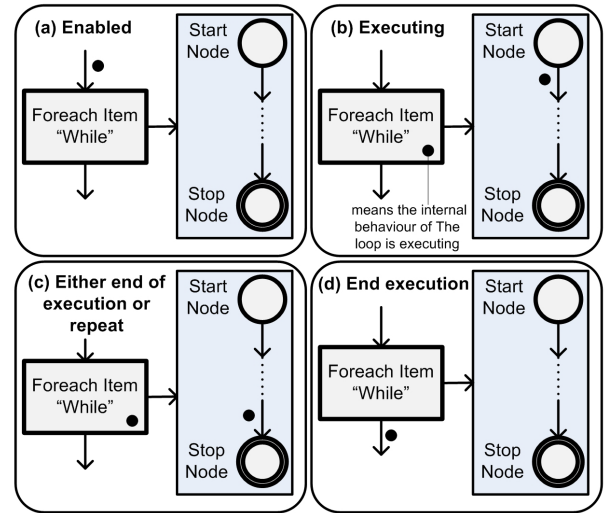 (a) Enabled
Start
Node
Foreach Item
“While”
Stop
Node
(b) Executing
Start
Node
Foreach Item
“While”
Stop
Node
means the internal
behaviour of The
loop is executing
(c) Either end of
execution or
repeat
Start
Node
Foreach Item
“While”
Stop
Node
(d) End execution
Start
Node
Foreach Item
“While”
Stop
Node